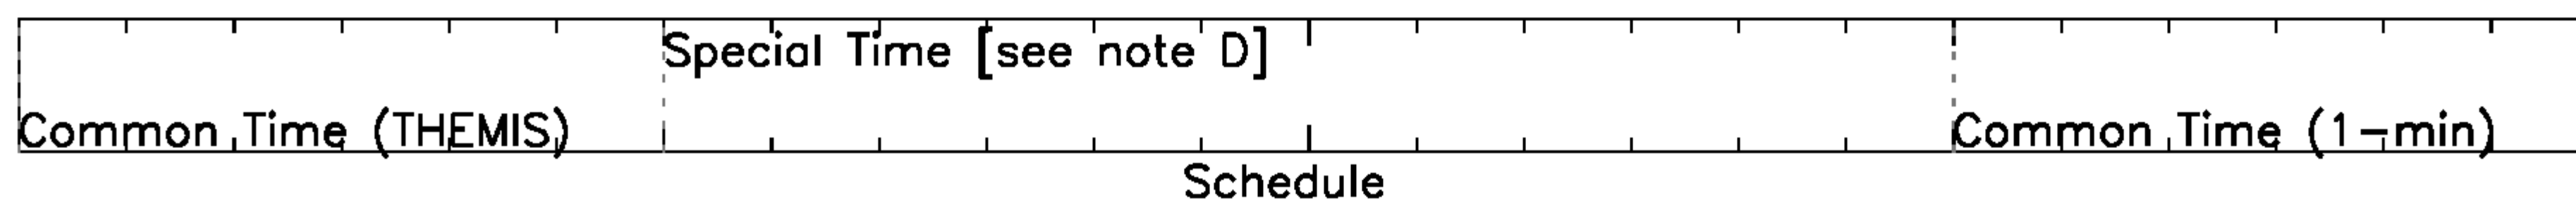 Special Time [see note D]
Common Time (THEMIS)
Common Time (1-min)
Schedule